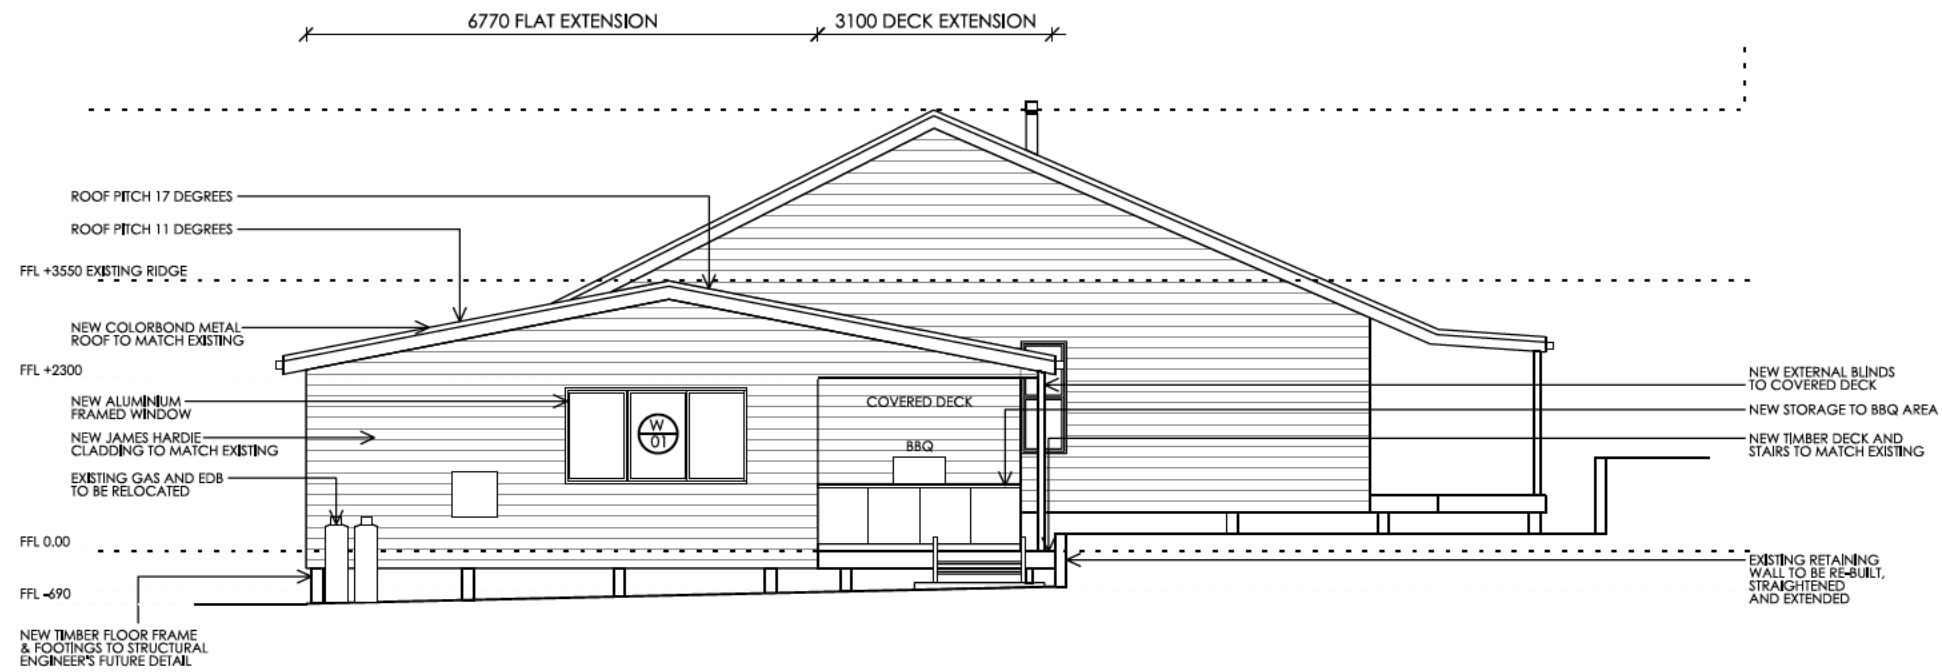 6770 FLAT EXTENSION
3100 DECK EXTENSION
ROOF PITCH 17 DEGREES
ROOF PITCH 11 DEGREES
FFL +3550 EXISTING RIDGE
NEW COLORBOND METAL
ROOF TO MATCH EXISTING
FFL +2300
NEW ALUMINIUM
FRAMED WINDOW
NEW JAMES HARDIE
CLADDING TO MATCH EXISTING
EXISTING GAS AND EDB
TO BE RELOCATED
FFL 0.00
FFL -690
NEW TIMBER FLOOR FRAME
& FOOTINGS TO STRUCTURAL
ENGINEER'S FUTURE DETAIL
W
01
COVERED DECK
BBQ
NEW EXTERNAL BLINDS
TO COVERED DECK
NEW STORAGE TO BBQ AREA
NEW TIMBER DECK AND
STAIRS TO MATCH EXISTING
EXISTING RETAINING
WALL TO BE RE-BUILT,
STRAIGHTENED
AND EXTENDED